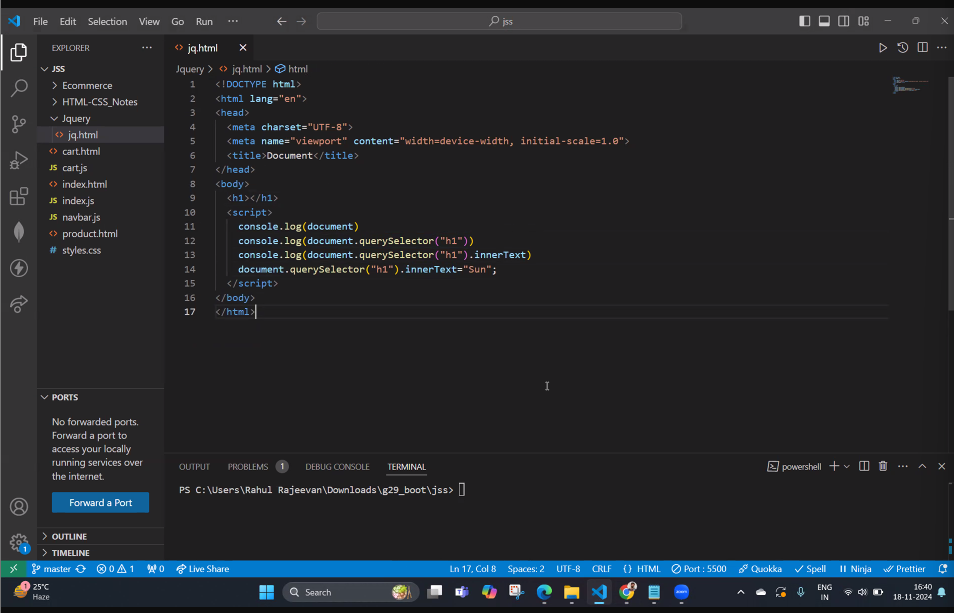 File Edit Selection View Go Run ··· jss
EXPLORER ···
JSS
Ecommerce
HTML-CSS_Notes
Jquery
<> jq.html
<> cart.html
JS cart.js
<> index.html
JS index.js
JS navbar.js
<> product.html
# styles.css
PORTS
No forwarded ports.
Forward a port to
access your locally
running services over
the internet.
Forward a Port
OUTLINE
TIMELINE
<> jq.html ×
Jquery > <> jq.html > html
1 <!DOCTYPE html>
2 <html lang="en">
3 <head>
4 <meta charset="UTF-8">
5 <meta name="viewport" content="width=device-width, initial-scale=1.0">
6 <title>Document</title>
7 </head>
8 <body>
9 <h1></h1>
10 <script>
11 console.log(document)
12 console.log(document.querySelector("h1"))
13 console.log(document.querySelector("h1").innerText)
14 document.querySelector("h1").innerText="Sun";
15 </script>
16 </body>
17 </html>
OUTPUT PROBLEMS 1 DEBUG CONSOLE TERMINAL powershell
PS C:\Users\Rahul Rajeevan\Downloads\g29_boot\jss>
1
master 0 1 0 Live Share Ln 17, Col 8 Spaces: 2 UTF-8 CRLF {} HTML Port : 5500 Quokka Spell Ninja Prettier
1 25°C
Haze
Search
zoom
ENG
IN
16:40
18-11-2024